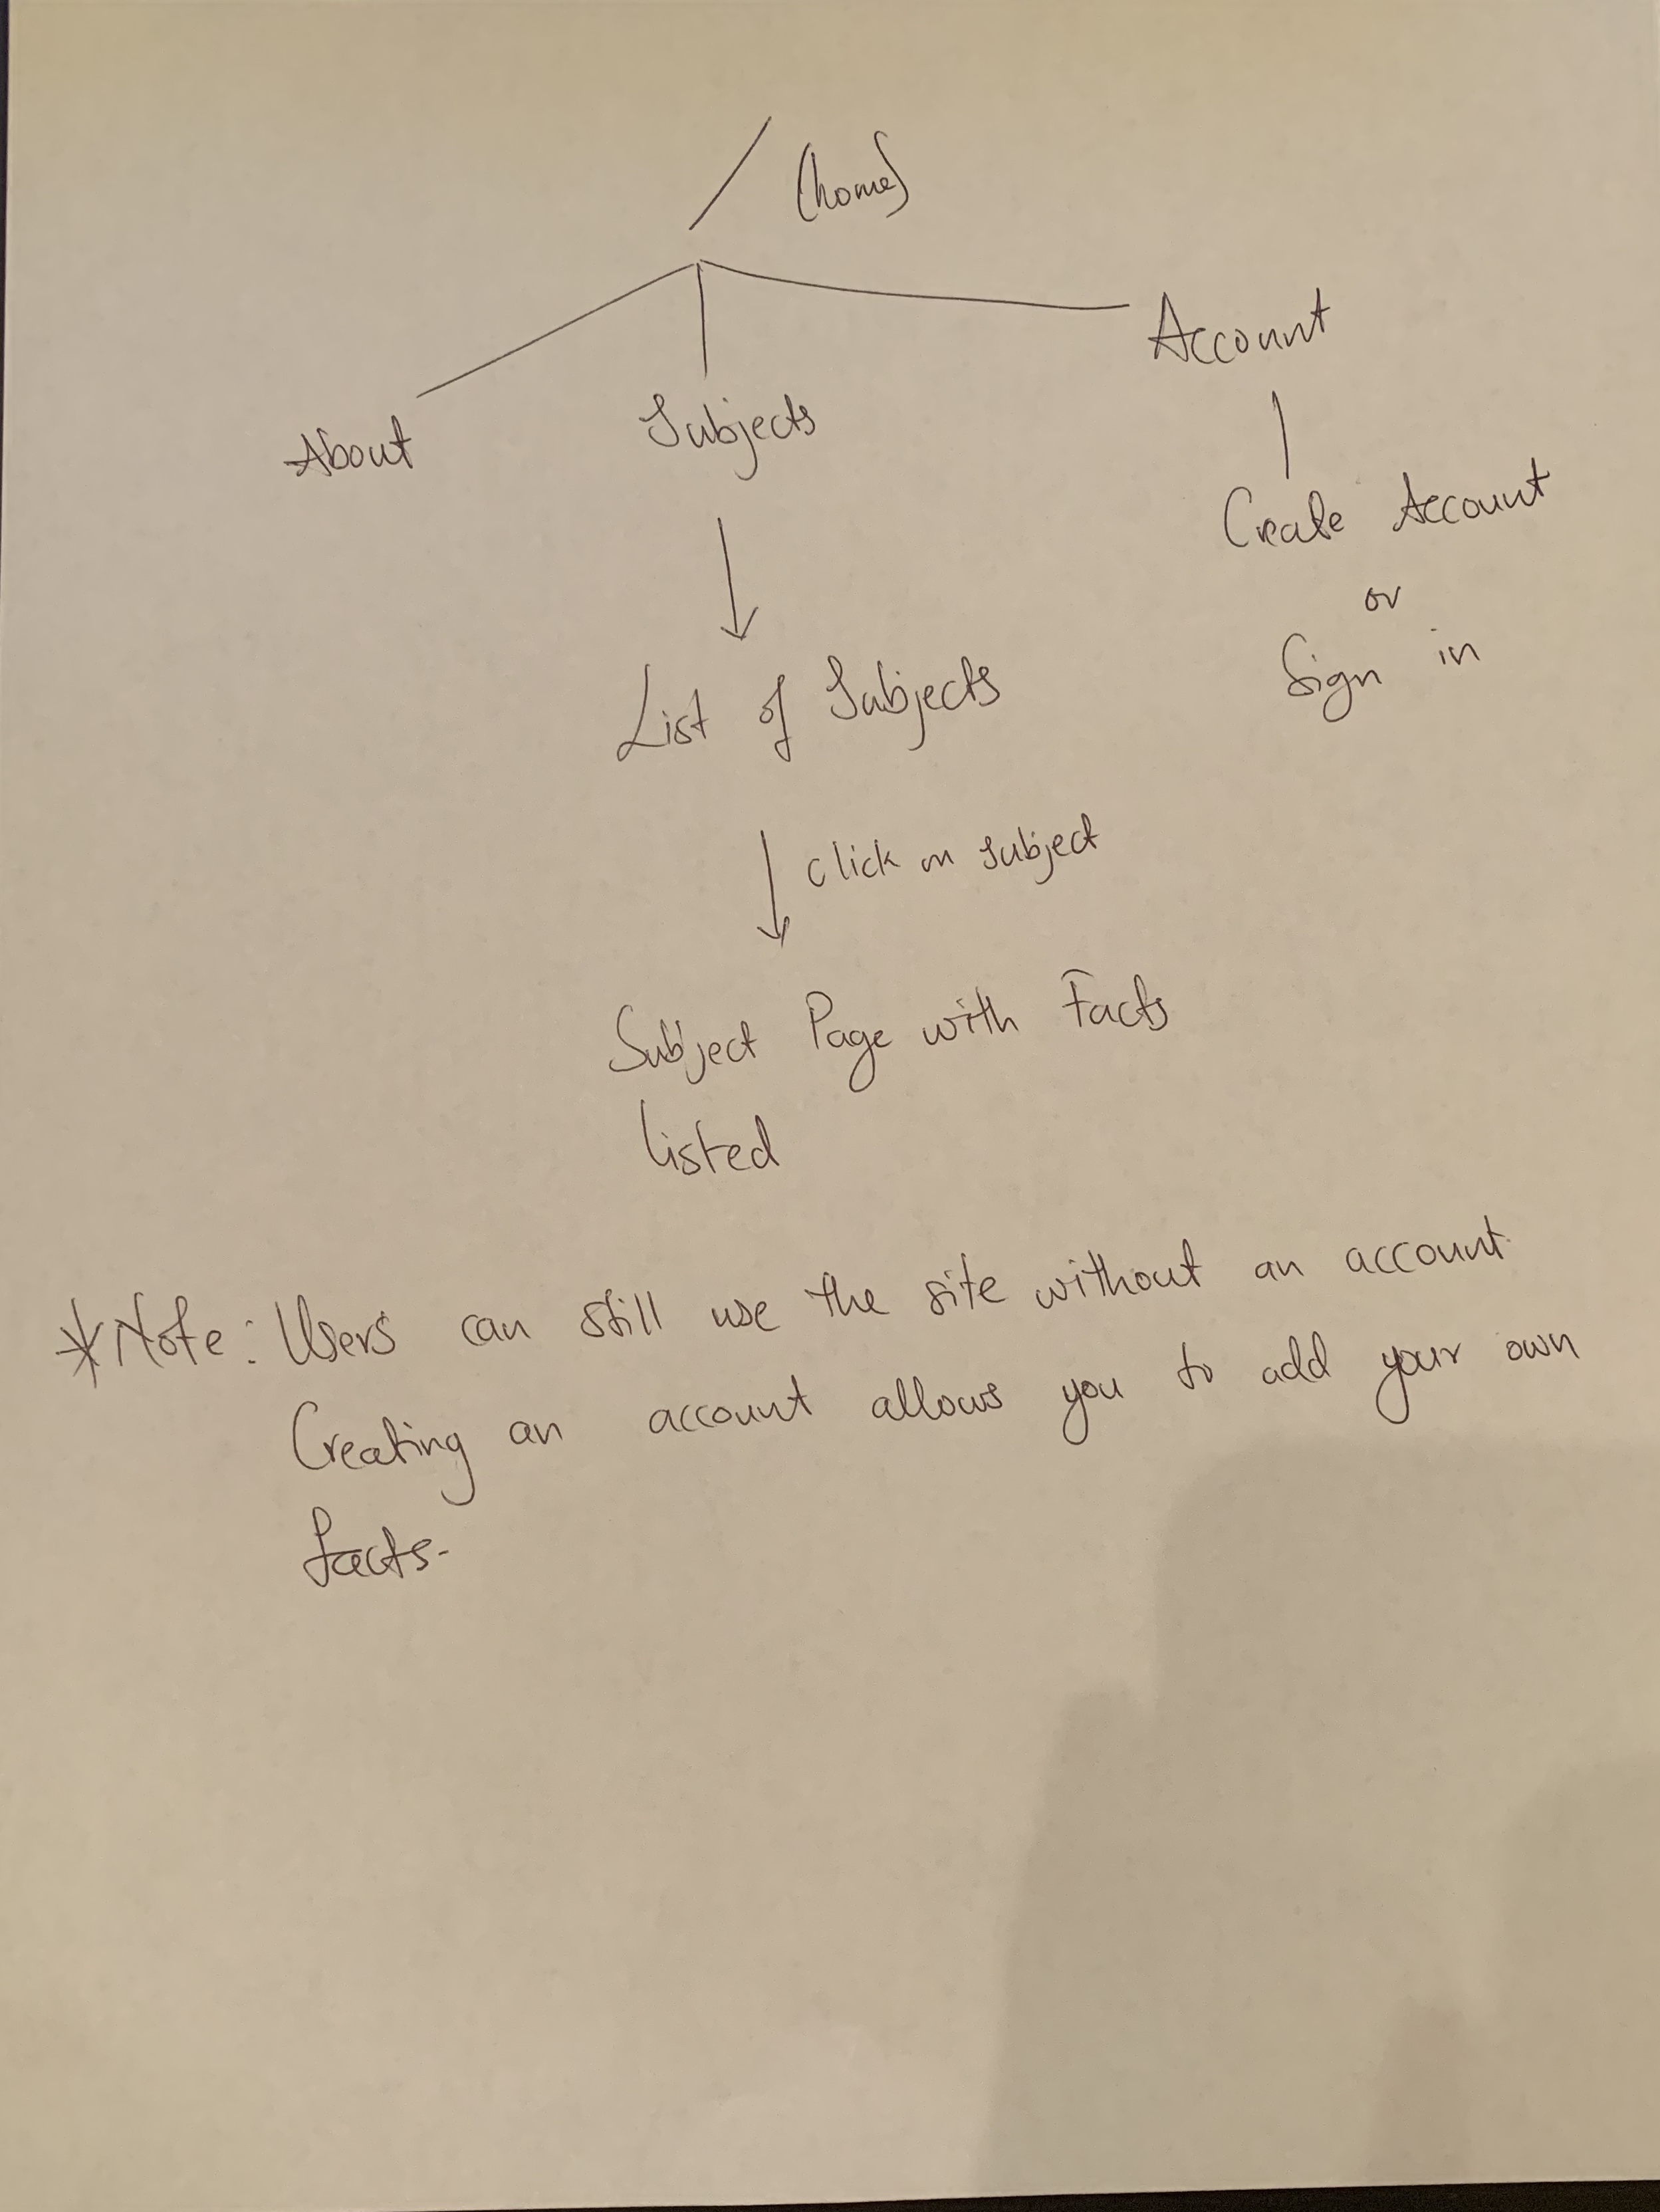 / (home)
Account
About
Subjects
Create Account
or
Sign in
List of Subjects
click on subject
Subject Page with Facts
listed
*Note: Users can still use the site without an account.
Creating an account allows you to add your own
facts.